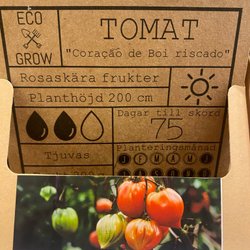 ECO
GROW
TOMAT
"Coração de Boi riscado"
Rosaskära frukter
Planthöjd 200 cm
Dagar till skörd
75
Tjuvas
Planteringsmånad
J F M A M J